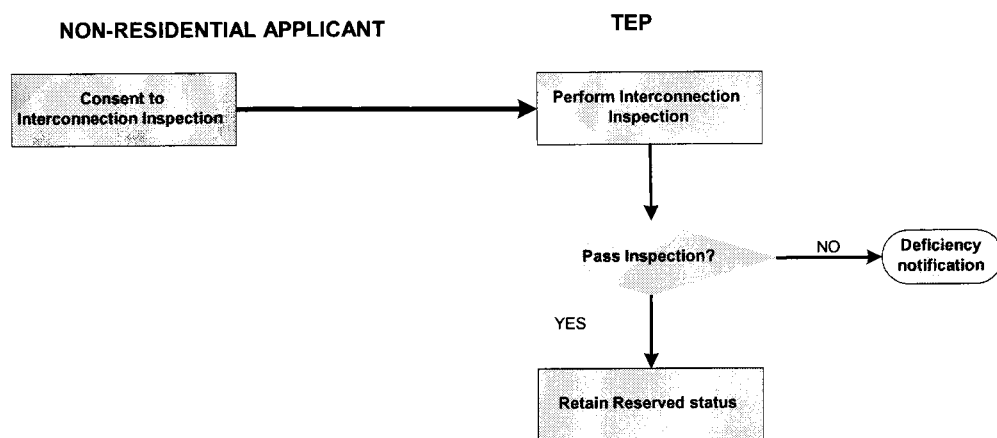 NON-RESIDENTIAL APPLICANT
TEP
Consent to
Interconnection Inspection
Perform Interconnection
Inspection
Pass Inspection?
NO
Deficiency
notification
YES
Retain Reserved status